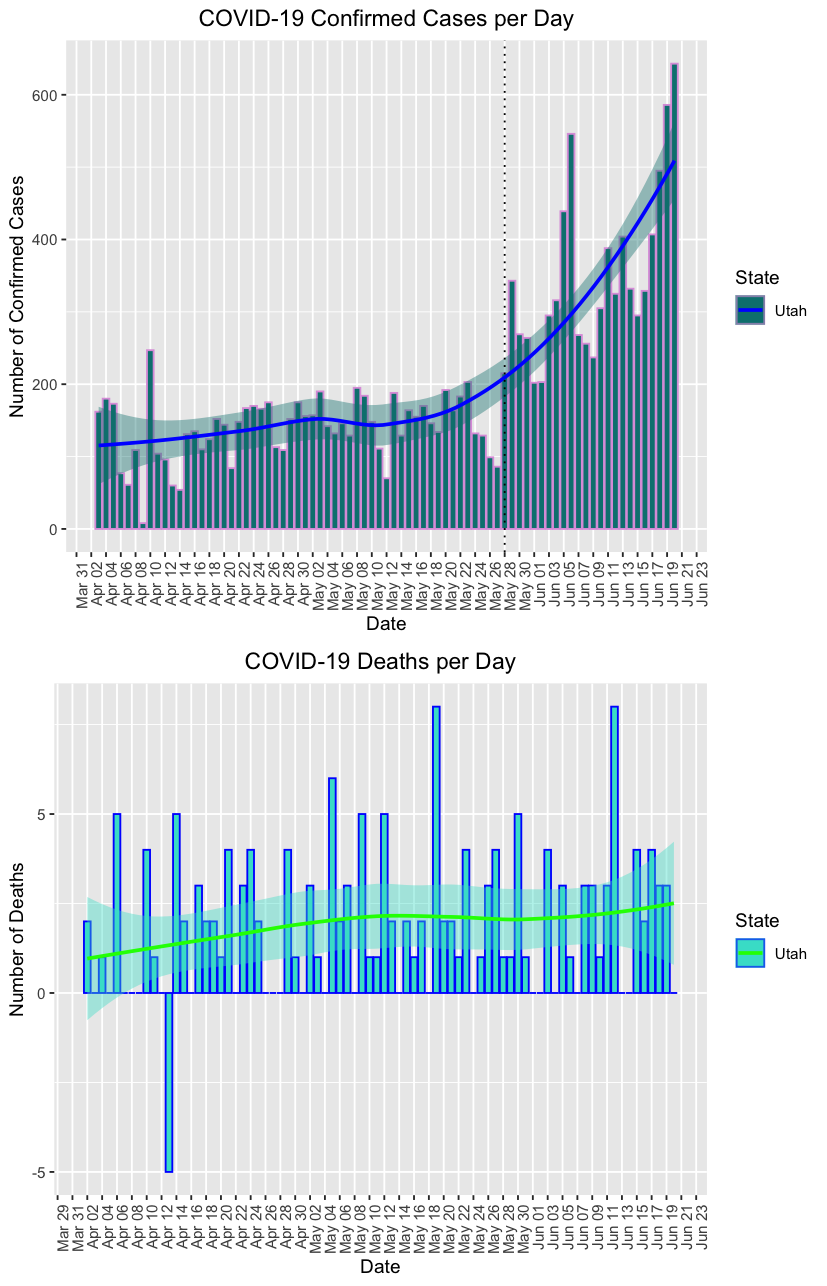 COVID-19 Confirmed Cases per Day
Number of Confirmed Cases
600
400
200
0
Mar 31
Apr 02
Apr 04
Apr 06
Apr 08
Apr 10
Apr 12
Apr 14
Apr 16
Apr 18
Apr 20
Apr 22
Apr 24
Apr 26
Apr 28
Apr 30
May 02
May 04
May 06
May 08
May 10
May 12
May 14
May 16
May 18
May 20
May 22
May 24
May 26
May 28
May 30
Jun 01
Jun 03
Jun 05
Jun 07
Jun 09
Jun 11
Jun 13
Jun 15
Jun 17
Jun 19
Jun 21
Jun 23
Date
State
Utah
COVID-19 Deaths per Day
Number of Deaths
5
0
-5
Mar 29
Mar 31
Apr 02
Apr 04
Apr 06
Apr 08
Apr 10
Apr 12
Apr 14
Apr 16
Apr 18
Apr 20
Apr 22
Apr 24
Apr 26
Apr 28
Apr 30
May 02
May 04
May 06
May 08
May 10
May 12
May 14
May 16
May 18
May 20
May 22
May 24
May 26
May 28
May 30
Jun 01
Jun 03
Jun 05
Jun 07
Jun 09
Jun 11
Jun 13
Jun 15
Jun 17
Jun 19
Jun 21
Jun 23
Date
State
Utah